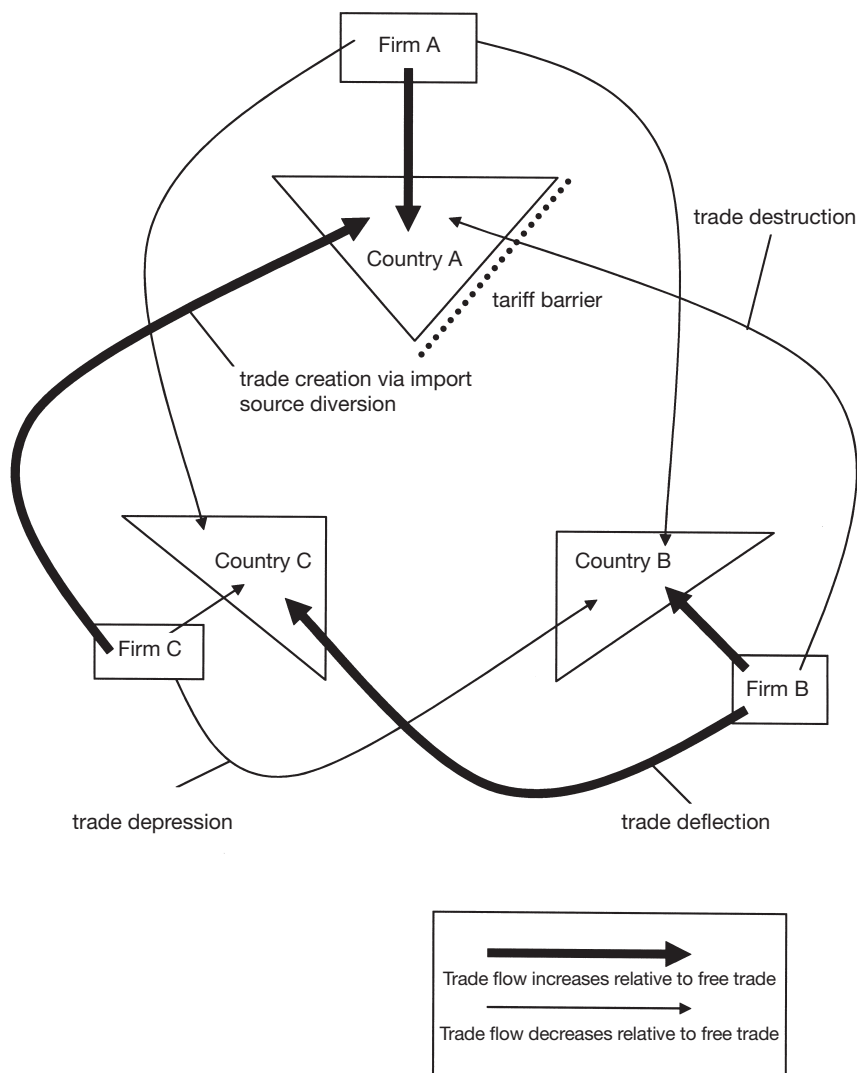 Firm A
trade destruction
Country A
tariff barrier
trade creation via import
source diversion
Country C
Country B
Firm C
Firm B
trade depression
trade deflection
Trade flow increases relative to free trade
Trade flow decreases relative to free trade